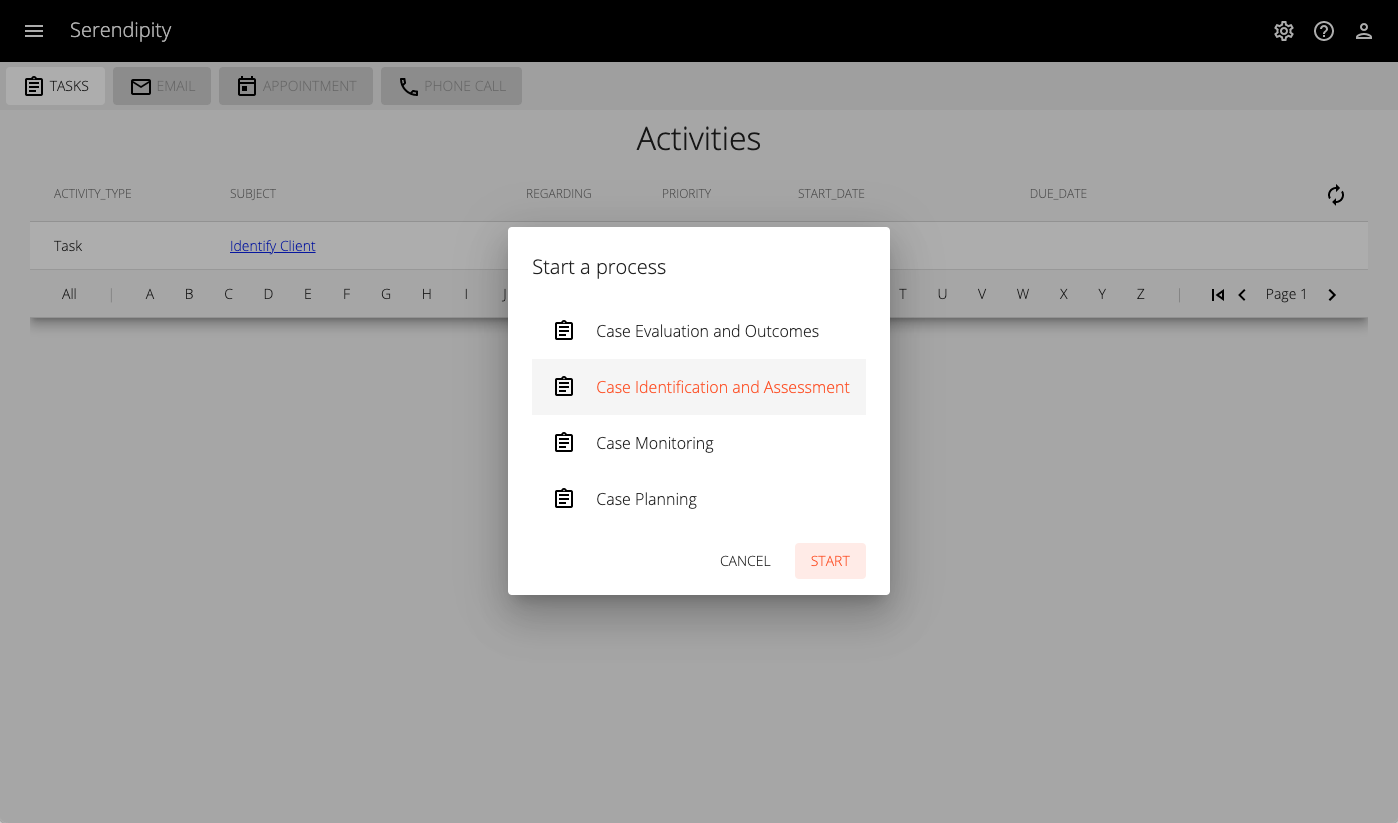 Serendipity
TASKS EMAIL APPOINTMENT PHONE CALL
Activities
ACTIVITY_TYPE SUBJECT REGARDING PRIORITY START_DATE DUE_DATE
Task Identify Client
Start a process
All | A B C D E F G H I J T U V W X Y Z | Page 1
Case Evaluation and Outcomes
Case Identification and Assessment
Case Monitoring
Case Planning
CANCEL START